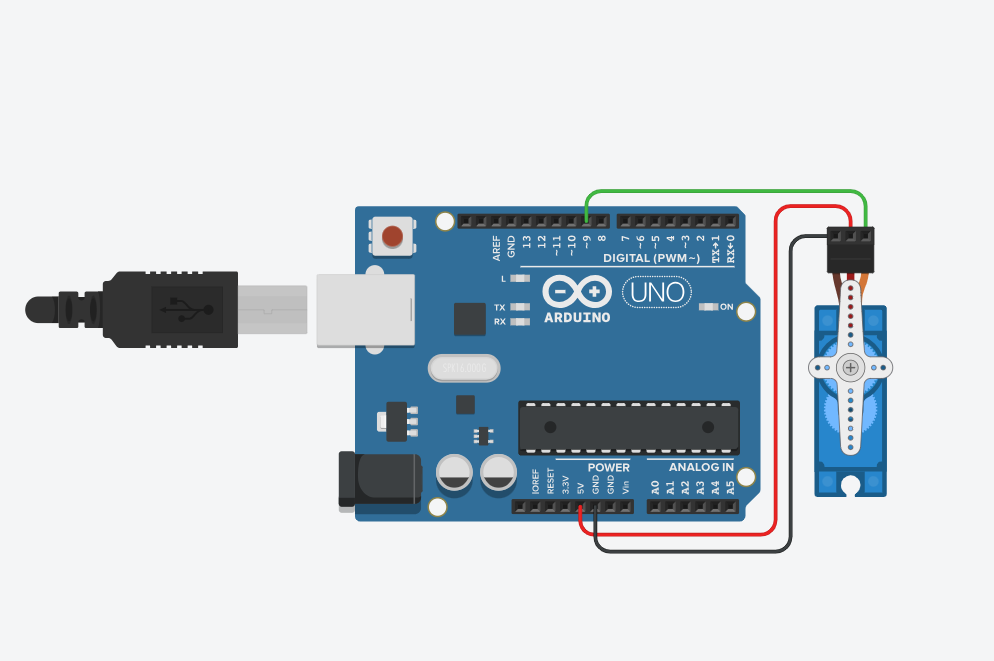 AREF
GND
13
12
~11
~10
~9
8
7
~6
~5
4
~3
2
TX→1
RX←0
DIGITAL (PWM~)
L
TX
RX
ARDUINO
UNO
ON
POWER
ANALOG IN
IOREF
RESET
3.3V
5V
GND
GND
Vin
A0
A1
A2
A3
A4
A5